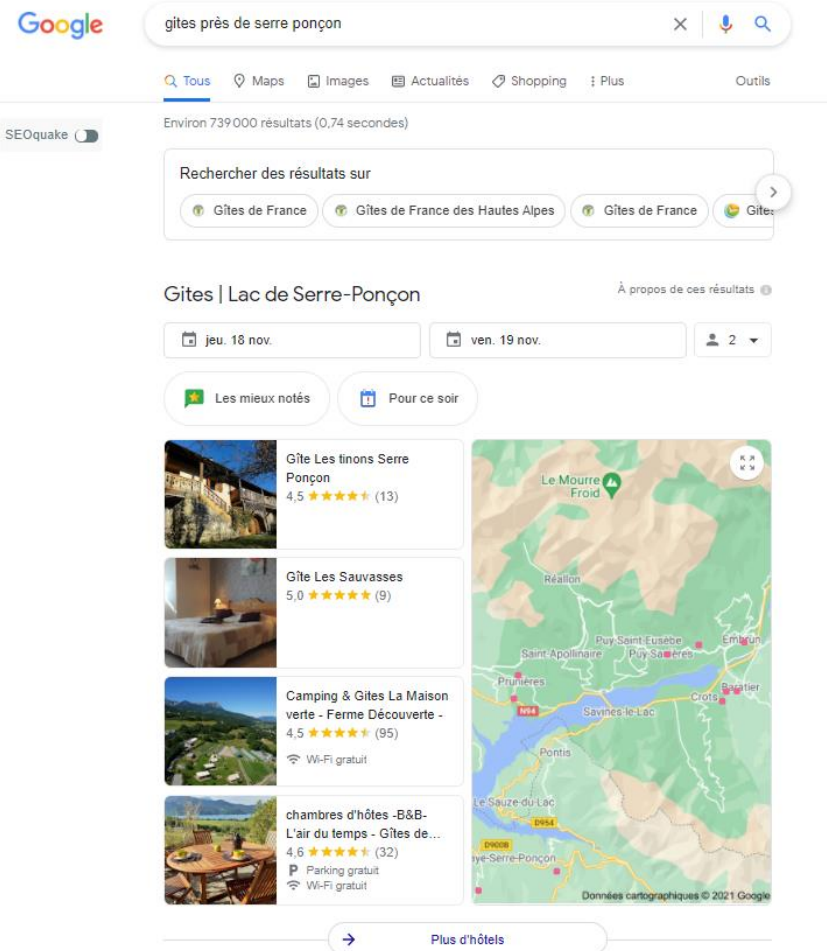 Google
gites près de serre ponçon
Tous
Maps
Images
Actualités
Shopping
Plus
Outils
SEOquake
Environ 739 000 résultats (0,74 secondes)
Rechercher des résultats sur
Gîtes de France
Gîtes de France des Hautes Alpes
Gîtes de France
Gites
Gites | Lac de Serre-Ponçon
À propos de ces résultats
jeu. 18 nov.
ven. 19 nov.
2
Les mieux notés
Pour ce soir
Gîte Les tinons Serre
Ponçon
4,5 (13)
Gîte Les Sauvasses
5,0 (9)
Camping & Gites La Maison
verte - Ferme Découverte -
4,5 (95)
Wi-Fi gratuit
chambres d'hôtes -B&B-
L'air du temps - Gîtes de...
4,6 (32)
P Parking gratuit
Wi-Fi gratuit
Le Mourre
Froid
Réallon
Puy-Saint-Eusèbe
Embrun
Saint-Apollinaire
Puy-Sanières
Prunières
Baratier
Crots
N94
Savines-le-Lac
Pontis
Le Sauze-du-Lac
D954
D900B
ye-Serre-Ponçon
Données cartographiques © 2021 Google
Plus d'hôtels